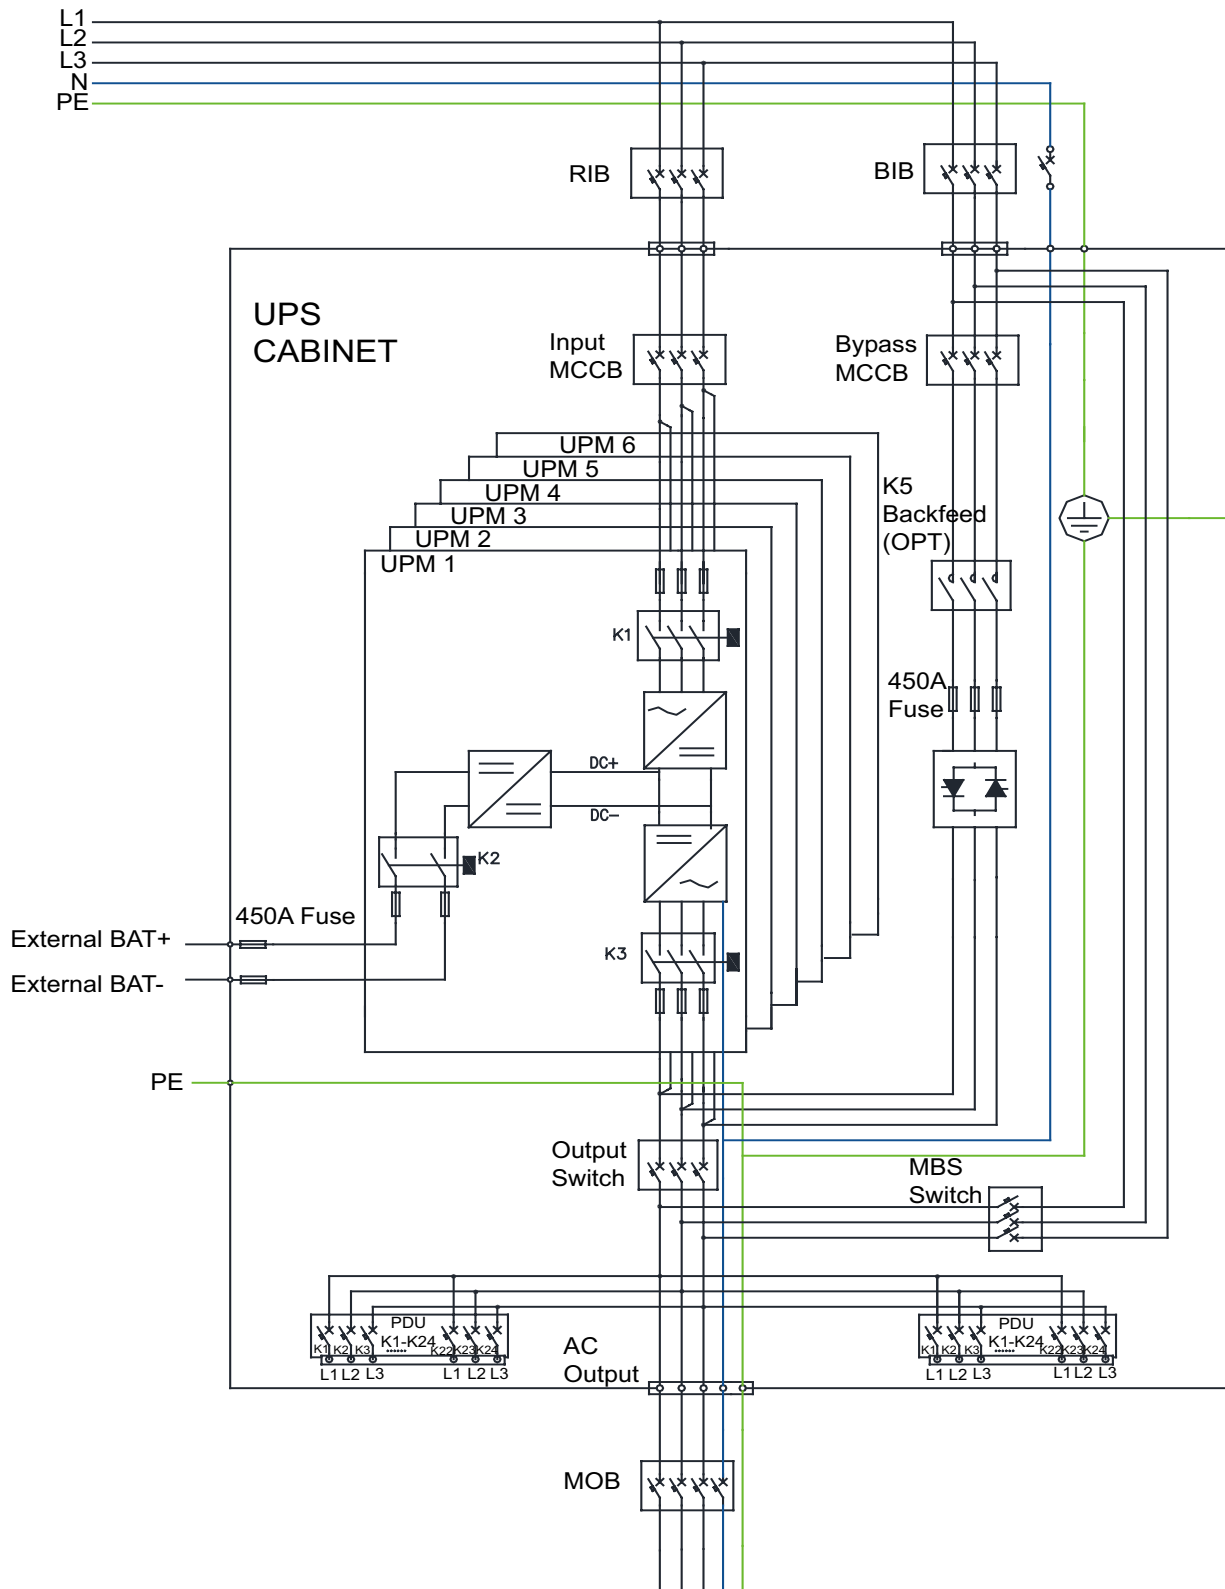 L1
L2
L3
N
PE
RIB
BIB
UPS
CABINET
Input
MCCB
Bypass
MCCB
UPM 6
UPM 5
UPM 4
UPM 3
UPM 2
UPM 1
K5
Backfeed
(OPT)
K1
450A
Fuse
DC+
DC-
K2
450A Fuse
External BAT+
External BAT-
K3
PE
Output
Switch
MBS
Switch
PDU
K1-K24
K1 K2 K3 ...... K22 K23 K24
L1 L2 L3 L1 L2 L3
PDU
K1-K24
K1 K2 K3 ...... K22 K23 K24
L1 L2 L3 L1 L2 L3
AC
Output
MOB